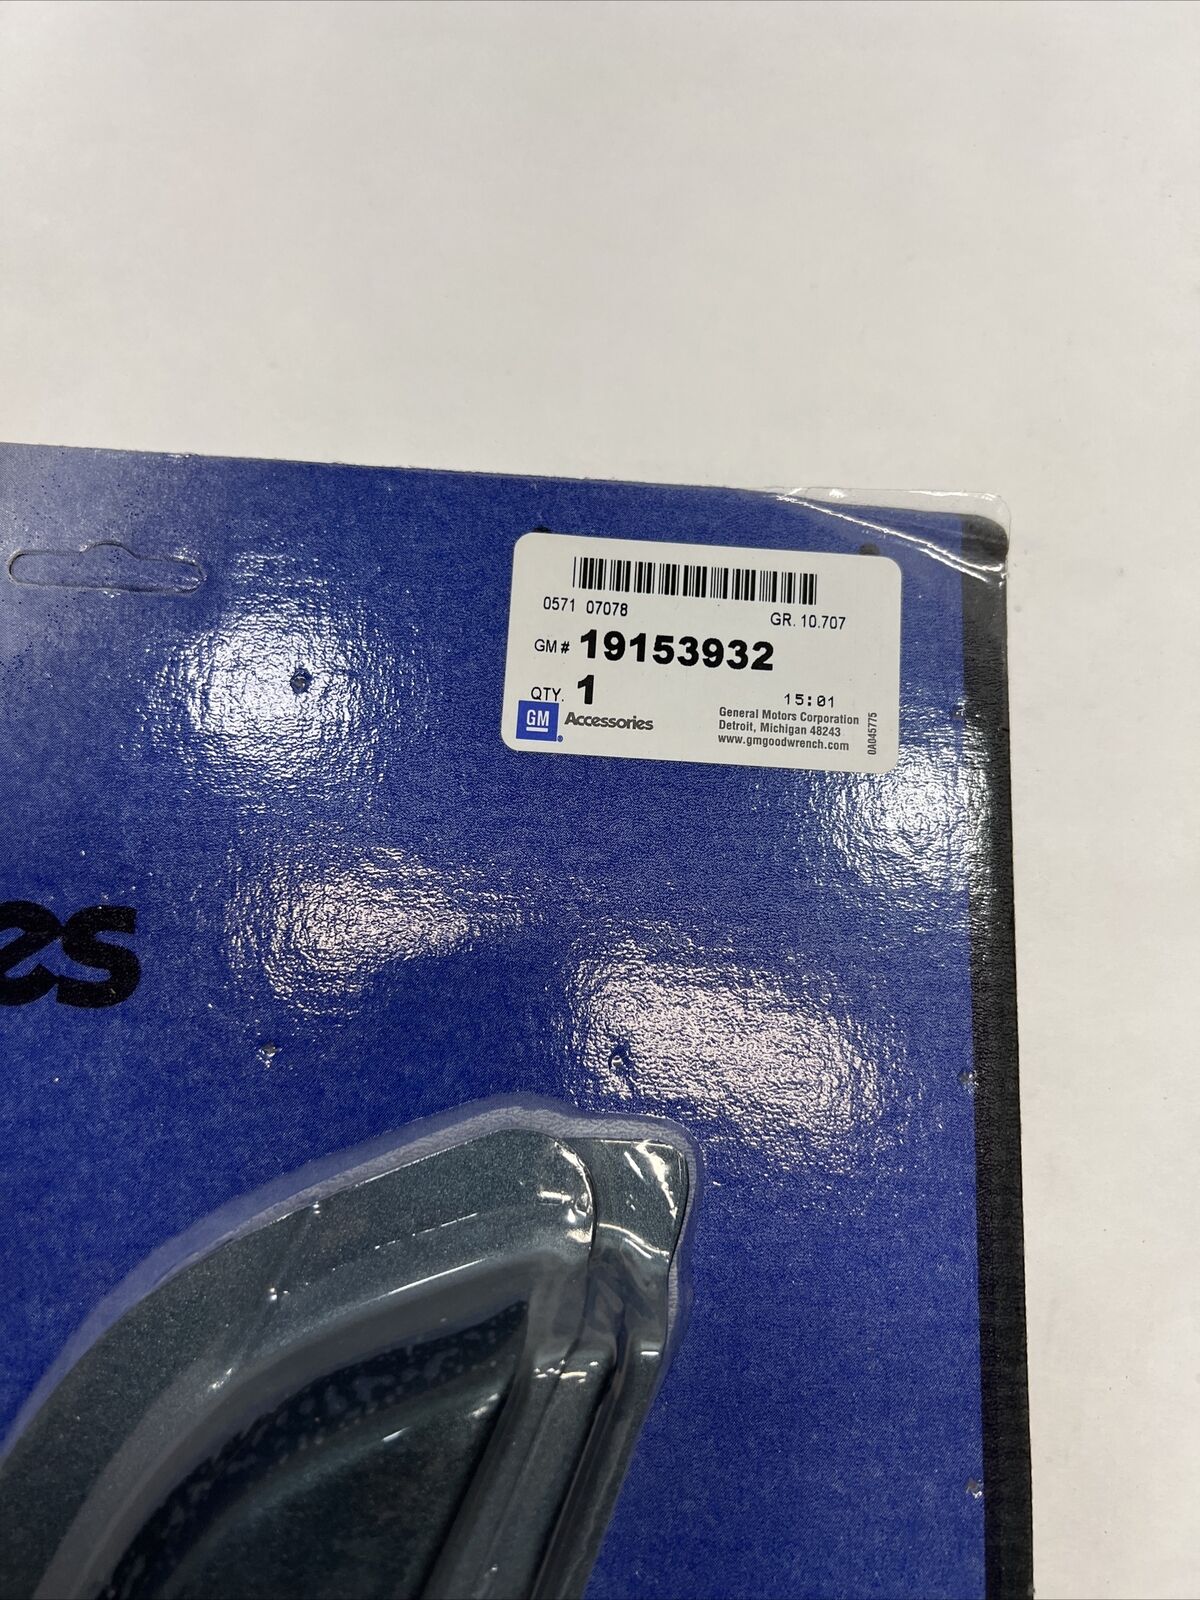 0571 07078
GR. 10.707
GM# 19153932
QTY. 1
15:01
GM Accessories
General Motors Corporation
Detroit, Michigan 48243
www.gmgoodwrench.com
0A045775
es